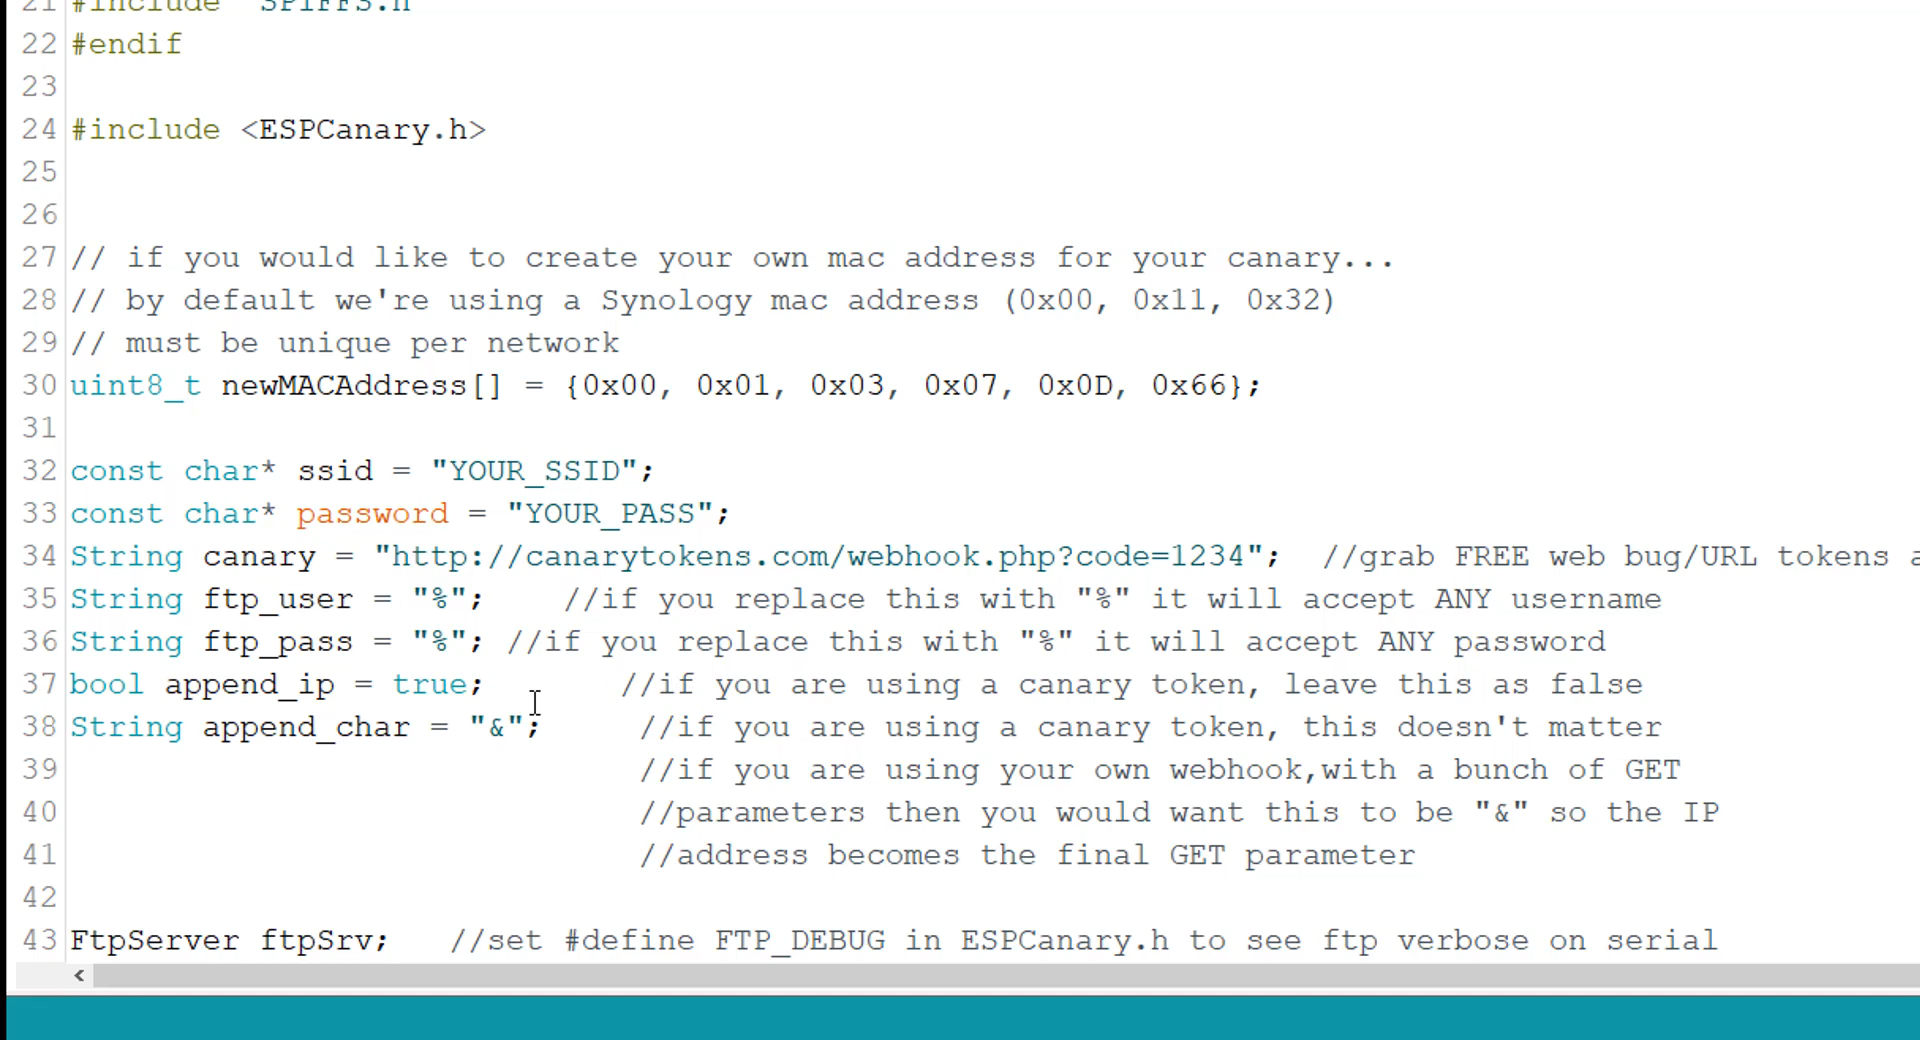 21 #include "SPIFFS.h"
22 #endif
23
24 #include <ESPCanary.h>
25
26
27 // if you would like to create your own mac address for your canary...
28 // by default we're using a Synology mac address (0x00, 0x11, 0x32)
29 // must be unique per network
30 uint8_t newMACAddress[] = {0x00, 0x01, 0x03, 0x07, 0x0D, 0x66};
31
32 const char* ssid = "YOUR_SSID";
33 const char* password = "YOUR_PASS";
34 String canary = "http://canarytokens.com/webhook.php?code=1234";  //grab FREE web bug/URL tokens
35 String ftp_user = "%";    //if you replace this with "%" it will accept ANY username
36 String ftp_pass = "%"; //if you replace this with "%" it will accept ANY password
37 bool append_ip = true;       //if you are using a canary token, leave this as false
38 String append_char = "&";     //if you are using a canary token, this doesn't matter
39                               //if you are using your own webhook,with a bunch of GET
40                               //parameters then you would want this to be "&" so the IP
41                               //address becomes the final GET parameter
42
43 FtpServer ftpSrv;   //set #define FTP_DEBUG in ESPCanary.h to see ftp verbose on serial
<